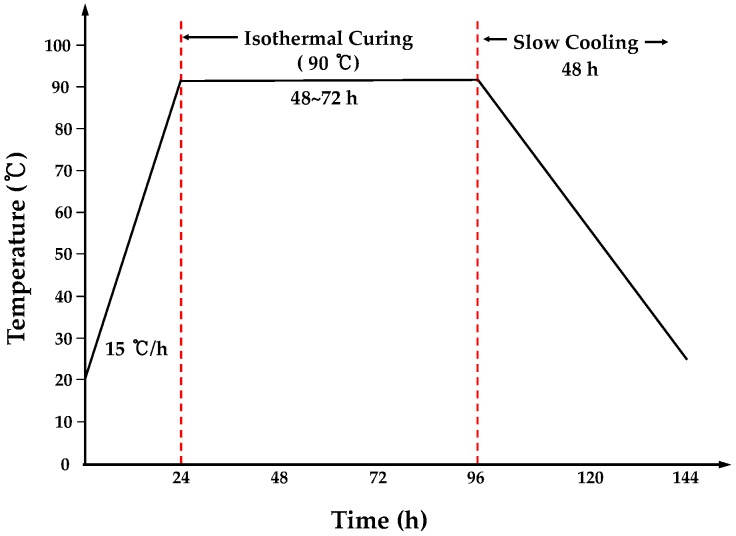 Isothermal Curing
(90 ℃)
48~72 h
Slow Cooling
48 h
15 ℃/h
Temperature (℃)
100
90
80
70
60
50
40
30
20
10
0
24
48
72
96
120
144
Time (h)